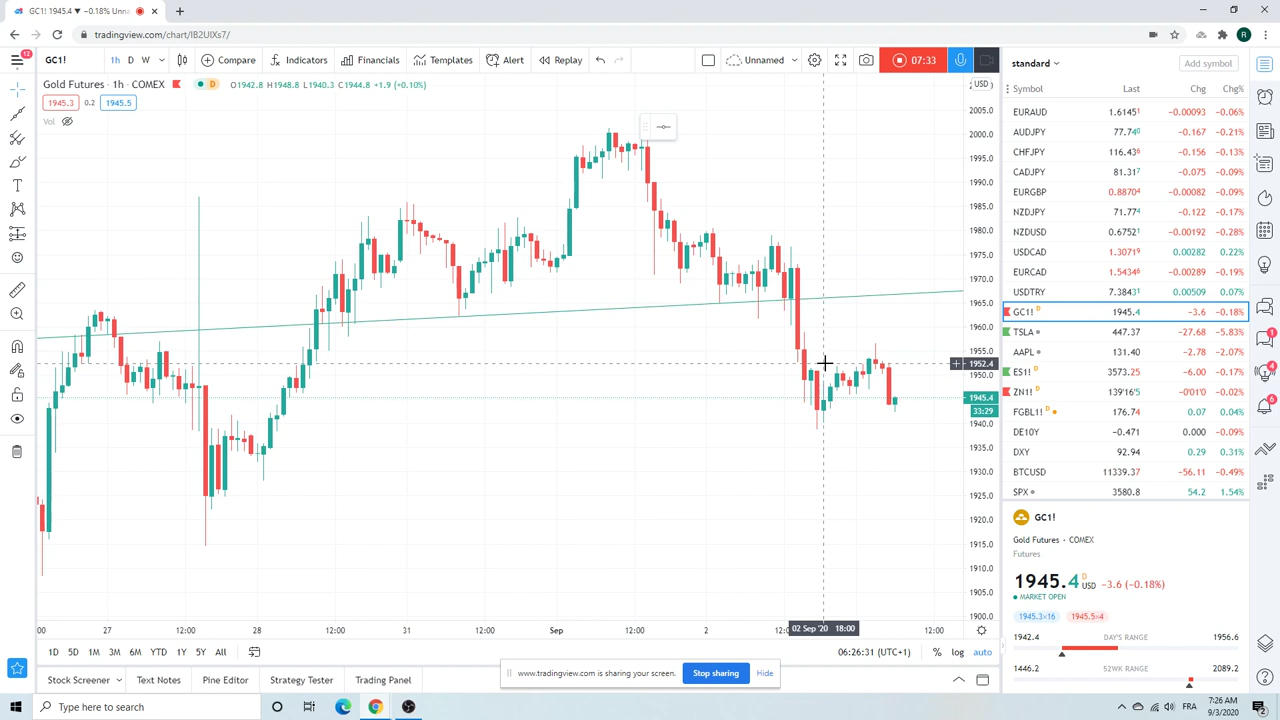 GC1! 1945.4 ▼ −0.18% Unna
tradingview.com/chart/IB2UIXs7/
12
GC1!
1h D W
Compare
Indicators
Financials
Templates
Alert
Replay
Unnamed
07:33
Gold Futures · 1h · COMEX
D
O1942.8 H1948.8 L1940.3 C1944.8 +1.9 (+0.10%)
1945.3 0.2 1945.5
Vol
USD
2005.0
2000.0
1995.0
1990.0
1985.0
1980.0
1975.0
1970.0
1965.0
1960.0
1955.0
1952.4
1950.0
1945.4
33:29
1940.0
1935.0
1930.0
1925.0
1920.0
1915.0
1910.0
1905.0
1900.0
:00 27 12:00 28 12:00 31 12:00 Sep 12:00 2 12:00 02 Sep '20 18:00 12:00
1D 5D 1M 3M 6M YTD 1Y 5Y All
06:26:31 (UTC+1) % log auto
Stock Screener Text Notes Pine Editor Strategy Tester Trading Panel
www.tradingview.com is sharing your screen. Stop sharing Hide
standard
Add symbol
Symbol Last Chg Chg%
EURAUD 1.61451 −0.00093 −0.06%
AUDJPY 77.740 −0.167 −0.21%
CHFJPY 116.436 −0.156 −0.13%
CADJPY 81.317 −0.075 −0.09%
EURGBP 0.88704 −0.00082 −0.09%
NZDJPY 71.774 −0.122 −0.17%
NZDUSD 0.67521 −0.00192 −0.28%
USDCAD 1.30719 0.00282 0.22%
EURCAD 1.54346 −0.00289 −0.19%
USDTRY 7.38431 0.00509 0.07%
GC1! D 1945.4 −3.6 −0.18%
TSLA 447.37 −27.68 −5.83%
AAPL 131.40 −2.78 −2.07%
ES1! D 3573.25 −6.00 −0.17%
ZN1! D 139'16'5 −0'01'0 −0.02%
FGBL1! D 176.74 0.07 0.04%
DE10Y −0.471 0.000 −0.09%
DXY 92.94 0.29 0.31%
BTCUSD 11339.37 −56.11 −0.49%
SPX 3580.8 54.2 1.54%
GC1!
Gold Futures · COMEX
Futures
1945.4 D USD −3.6 (−0.18%)
MARKET OPEN
1945.3×16 1945.5×4
1942.4 DAY'S RANGE 1956.6
1446.2 52WK RANGE 2089.2
1
4
6
R
Type here to search
FRA
7:26 AM
9/3/2020
2